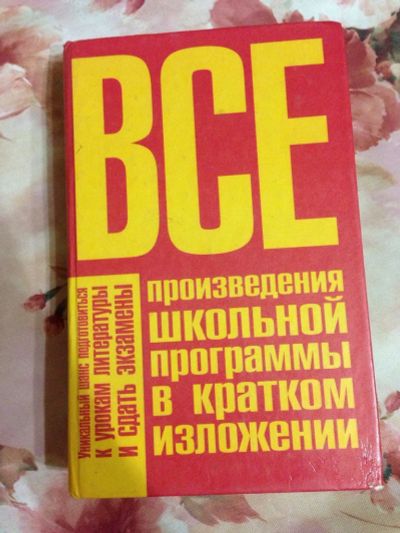 ВСЕ
произведения
школьной
программы
в кратком
изложении
Уникальный шанс подготовиться
к урокам литературы
и сдать экзамены